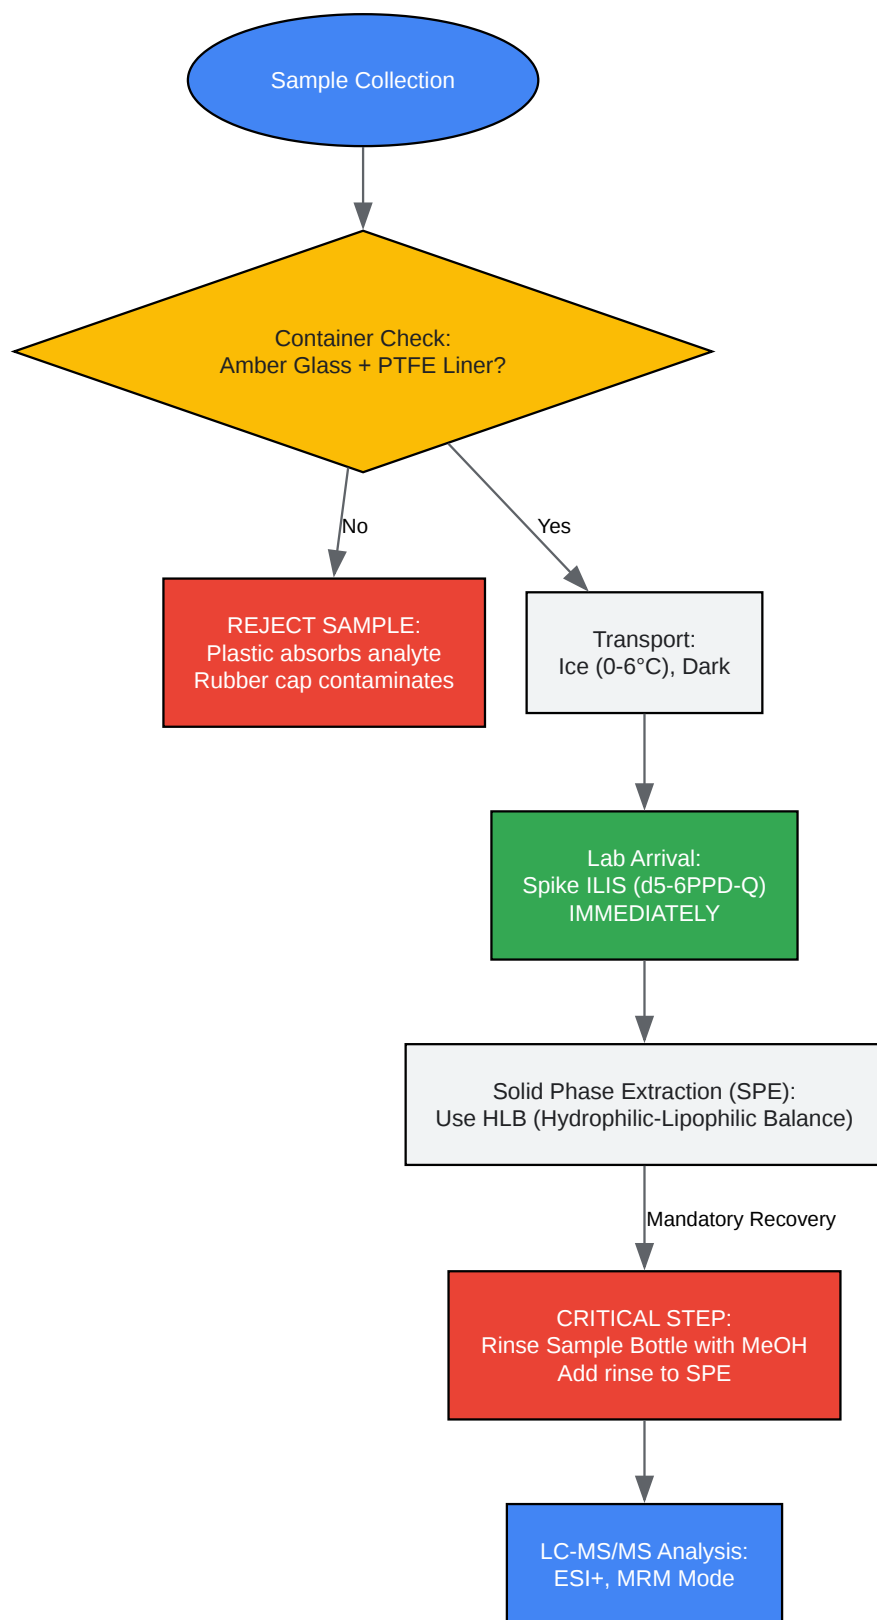 Sample Collection
Container Check:
Amber Glass + PTFE Liner?
No
Yes
REJECT SAMPLE:
Plastic absorbs analyte
Rubber cap contaminates
Transport:
Ice (0-6°C), Dark
Lab Arrival:
Spike ILIS (d5-6PPD-Q)
IMMEDIATELY
Solid Phase Extraction (SPE):
Use HLB (Hydrophilic-Lipophilic Balance)
Mandatory Recovery
CRITICAL STEP:
Rinse Sample Bottle with MeOH
Add rinse to SPE
LC-MS/MS Analysis:
ESI+, MRM Mode